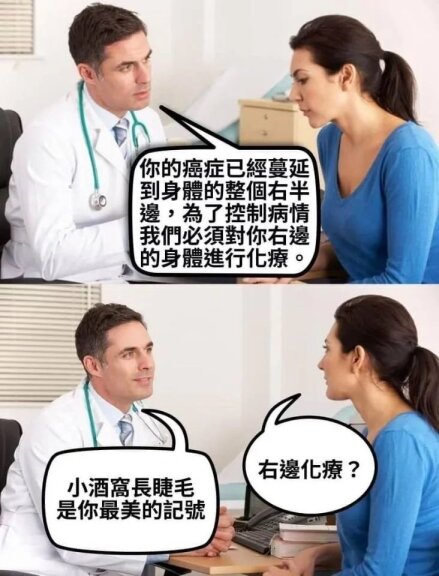 你的癌症已經蔓延
到身體的整個右半
邊，為了控制病情
我們必須對你右邊
的身體進行化療。
右邊化療？
小酒窩長睫毛
是你最美的記號